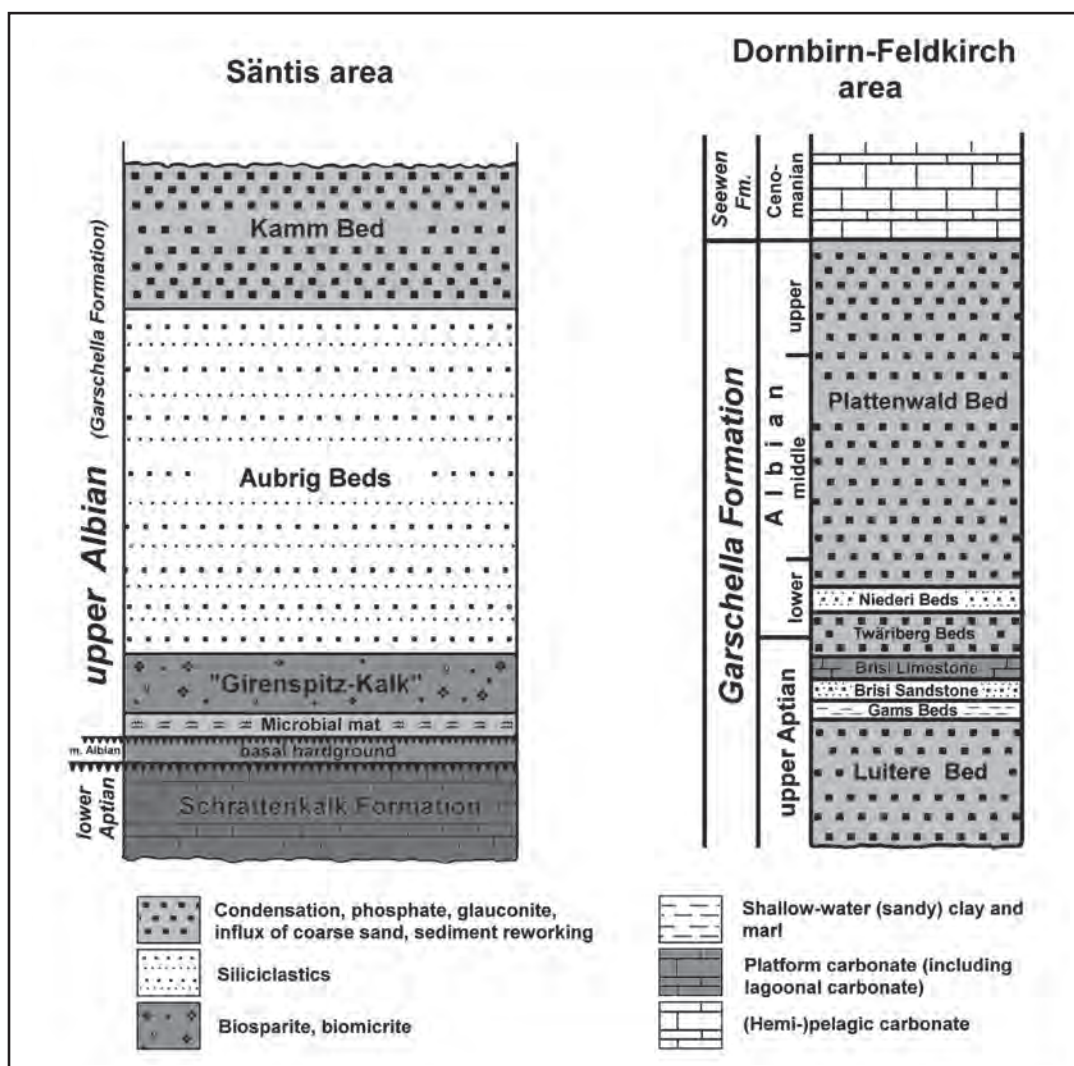 Säntis area
Kamm Bed
Aubrig Beds
"Girenspitz-Kalk"
Microbial mat
basal hardground
Schrattenkalk Formation
upper Albian (Garschella Formation)
m. Albian
lower
Aptian
Dornbirn-Feldkirch
area
Seewen
Fm.
Ceno-
manian
Garschella Formation
upper
Albian
middle
lower
upper Aptian
Plattenwald Bed
Niederi Beds
Twäriberg Beds
Brisi Limestone
Brisi Sandstone
Gams Beds
Luitere Bed
Condensation, phosphate, glauconite,
influx of coarse sand, sediment reworking
Siliciclastics
Biosparite, biomicrite
Shallow-water (sandy) clay and
marl
Platform carbonate (including
lagoonal carbonate)
(Hemi-)pelagic carbonate